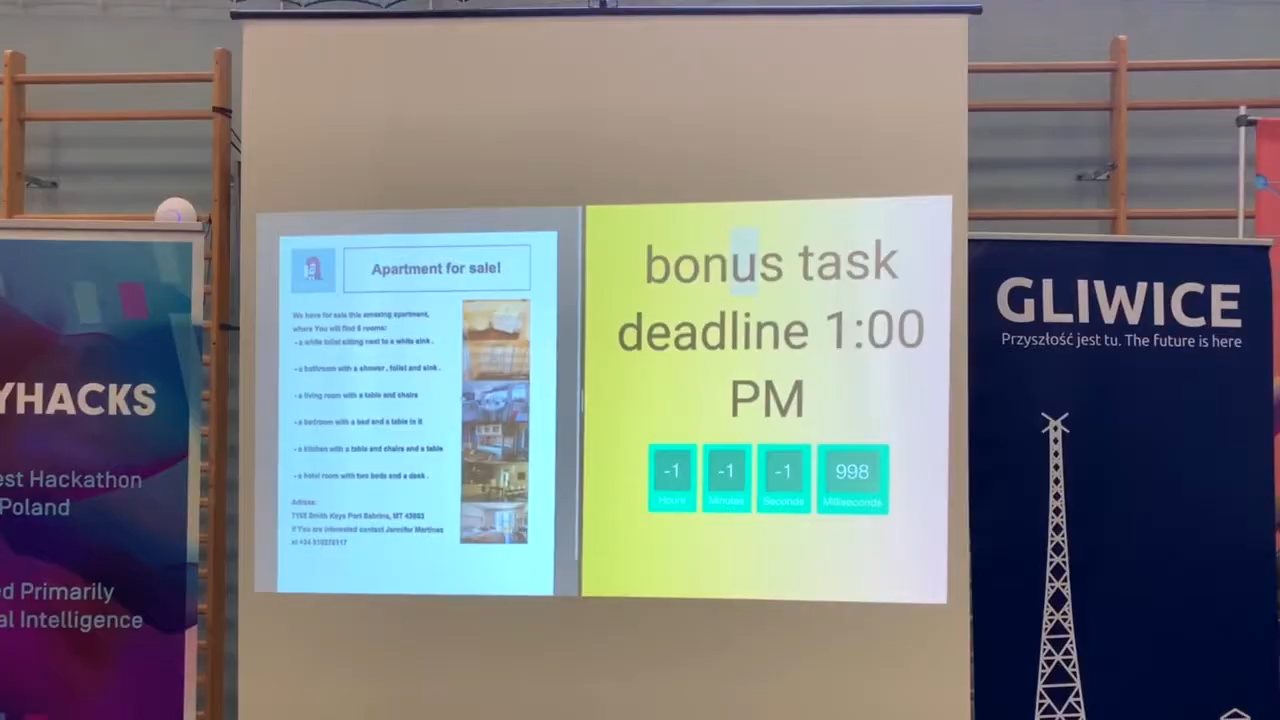 YHACKS
est Hackathon
Poland
d Primarily
al Intelligence
Apartment for sale!
We have for sale this amazing apartment,
where You will find 6 rooms:
- a white toilet sitting next to a white sink .
- a bathroom with a shower , toilet and sink .
- a living room with a table and chairs
- a bedroom with a bed and a table in it
- a kitchen with a table and chairs and a table
- a hotel room with two beds and a desk .
If You are interested contact Jennifer Martinez
bonus task
deadline 1:00
PM
-1 -1 -1 998
Hours Minutes Seconds Milliseconds
GLIWICE
Przyszłość jest tu. The future is here